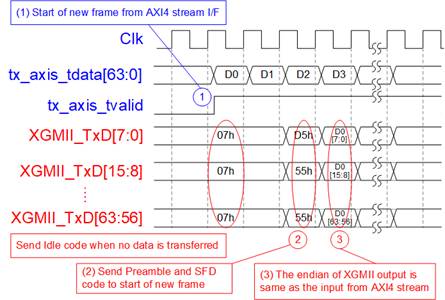 (1) Start of new frame from AXI4 stream I/F
Clk
tx_axis_tdata[63:0] D0 D1 D2 D3
tx_axis_tvalid 1
XGMII_TxD[7:0] 07h D5h D0 [7:0]
XGMII_TxD[15:8] 07h 55h D0 [15:8]
XGMII_TxD[63:56] 07h 55h D0 [63:56]
Send Idle code when no data is transferred
2 3
(2) Send Preamble and SFD
code to start of new frame
(3) The endian of XGMII output is
same as the input from AXI4 stream